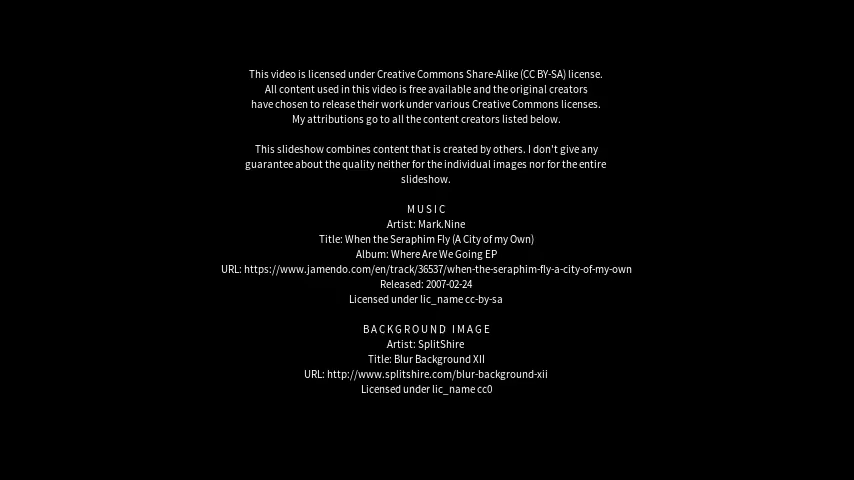 This video is licensed under Creative Commons Share-Alike (CC BY-SA) license.
All content used in this video is free available and the original creators
have chosen to release their work under various Creative Commons licenses.
My attributions go to all the content creators listed below.
This slideshow combines content that is created by others. I don't give any
guarantee about the quality neither for the individual images nor for the entire
slideshow.
MUSIC
Artist: Mark.Nine
Title: When the Seraphim Fly (A City of my Own)
Album: Where Are We Going EP
URL: https://www.jamendo.com/en/track/36537/when-the-seraphim-fly-a-city-of-my-own
Released: 2007-02-24
Licensed under lic_name cc-by-sa
BACKGROUND IMAGE
Artist: SplitShire
Title: Blur Background XII
URL: http://www.splitshire.com/blur-background-xii
Licensed under lic_name cc0